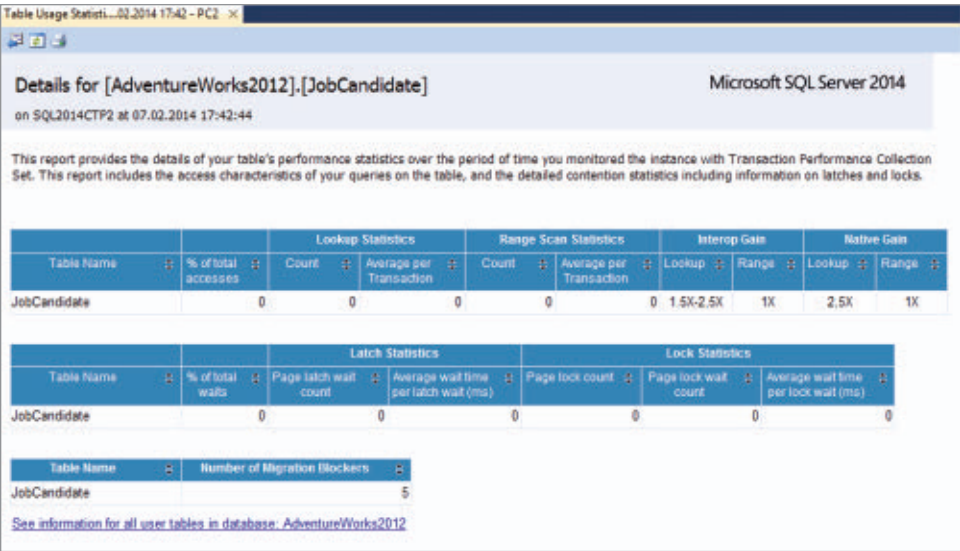 Table Usage Statisti....02.2014 17:42 - PC2 ×
Details for [AdventureWorks2012].[JobCandidate]
Microsoft SQL Server 2014
on SQL2014CTP2 at 07.02.2014 17:42:44
This report provides the details of your table's performance statistics over the period of time you monitored the instance with Transaction Performance Collection
Set. This report includes the access characteristics of your queries on the table, and the detailed contention statistics including information on latches and locks.
Lookup Statistics Range Scan Statistics Interop Gain Native Gain
Table Name % of total accesses Count Average per Transaction Count Average per Transaction Lookup Range Lookup Range
JobCandidate 0 0 0 0 0 1.5X-2.5X 1X 2.5X 1X
Latch Statistics Lock Statistics
Table Name % of total waits Page latch wait count Average wait time per latch wait (ms) Page lock count Page lock wait count Average wait time per lock wait (ms)
JobCandidate 0 0 0 0 0 0
Table Name Number of Migration Blockers
JobCandidate 5
See information for all user tables in database: AdventureWorks2012